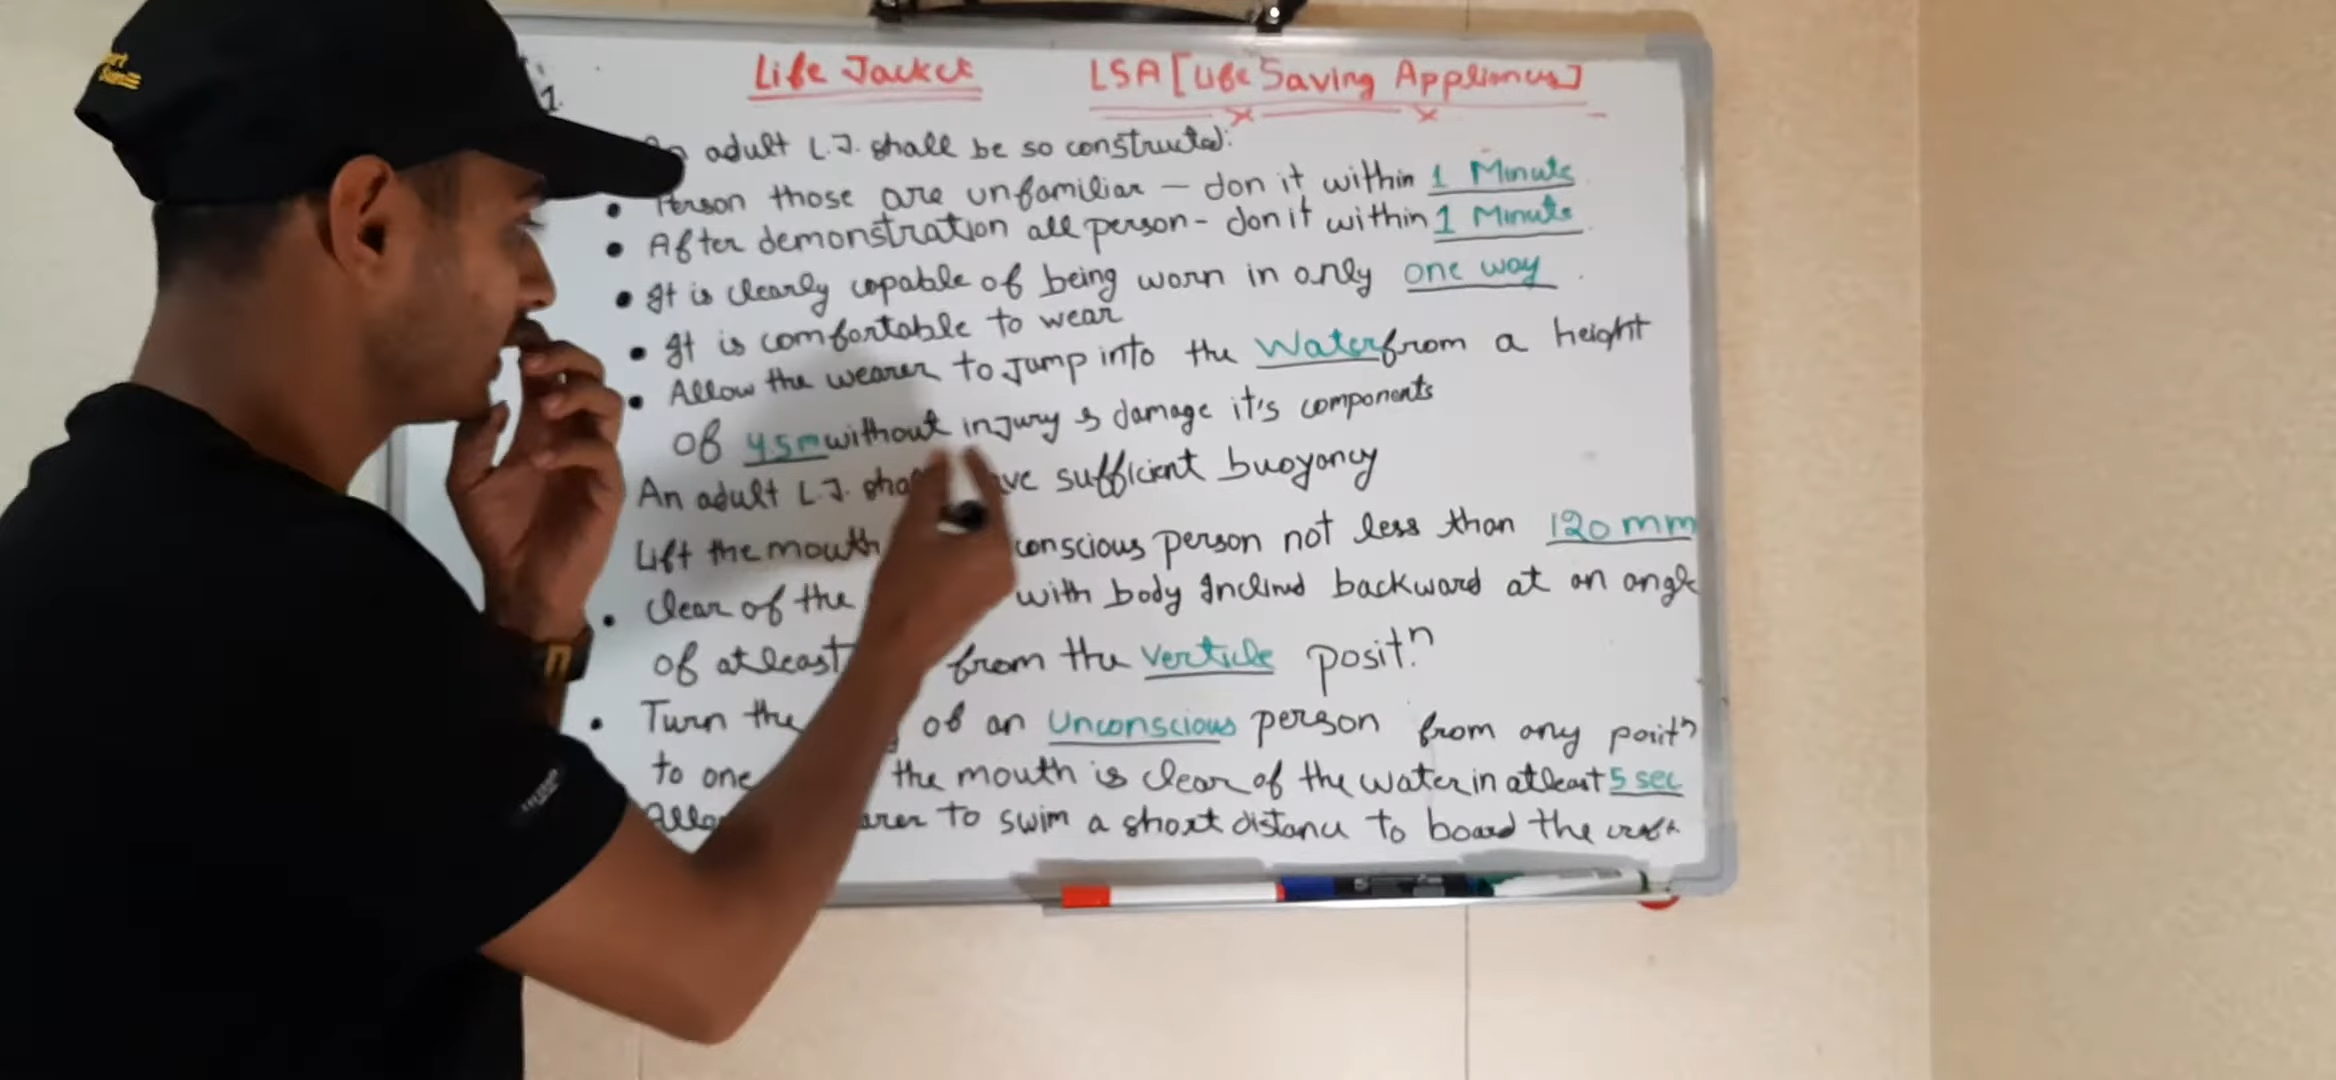 Life Jacket LSA [Life Saving Appliances]
1.
adult L.J. shall be so constructed:
• Person those are unfamiliar — don it within 1 Minute
• After demonstration all person - don it within 1 Minute
• It is clearly capable of being worn in only one way.
• It is comfortable to wear
• Allow the wearer to Jump into the Water from a height
of 4.5m without injury & damage it's components
An adult L.J. sufficient buoyancy
Lift the mouth conscious person not less than 120 mm
• Clear of the with body Inclined backward at an angle
of atleast from the verticle posit.n
• Turn the of an Unconscious person from any
to one the mouth is clear of the water in atleast 5 sec
to swim a short distance to board the